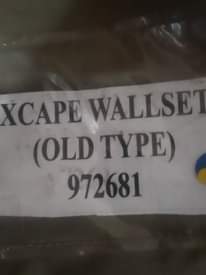 XCAPE WALLSET
(OLD TYPE)
972681